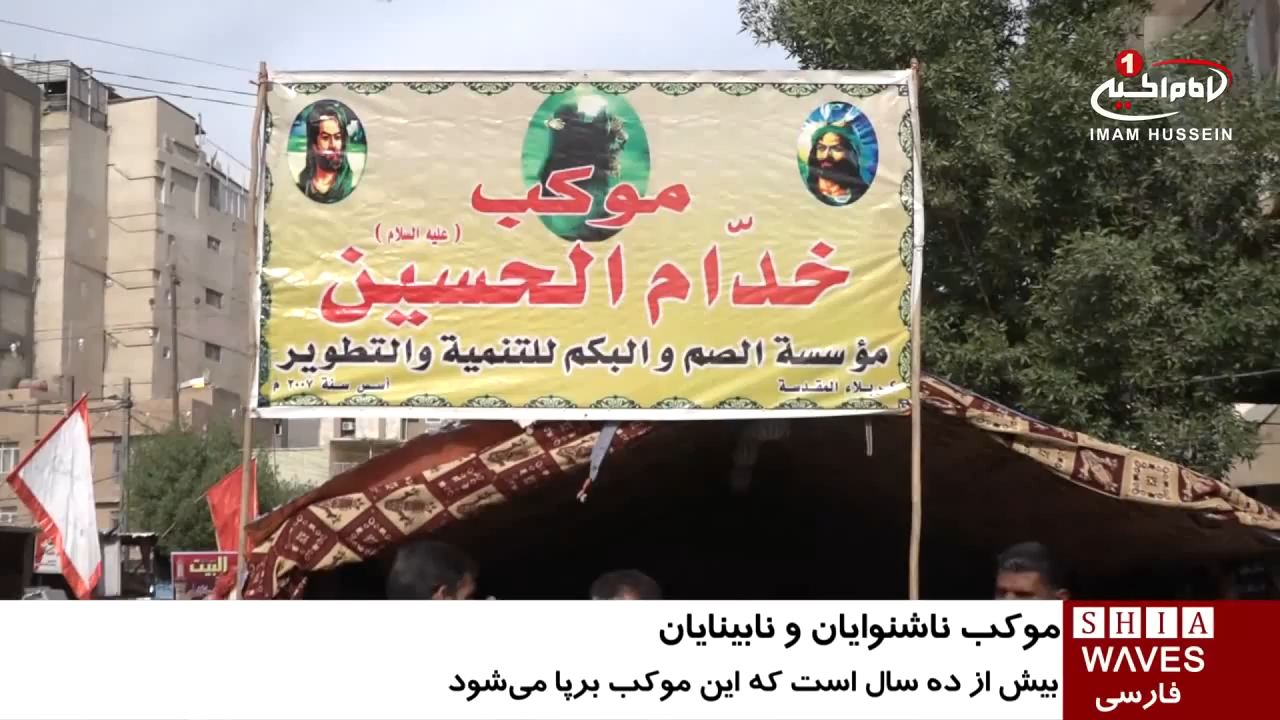 امام حسین 1
IMAM HUSSEIN
موكب
خدّام الحسين (عليه السلام)
مؤسسة الصم والبكم للتنمية والتطوير
كربلاء المقدسة
أسس سنة ٢٠٠٧ م
البيت
موکب ناشنوایان و نابینایان
بیش از ده سال است که این موکب برپا می‌شود
SHIA
WAVES
فارسی